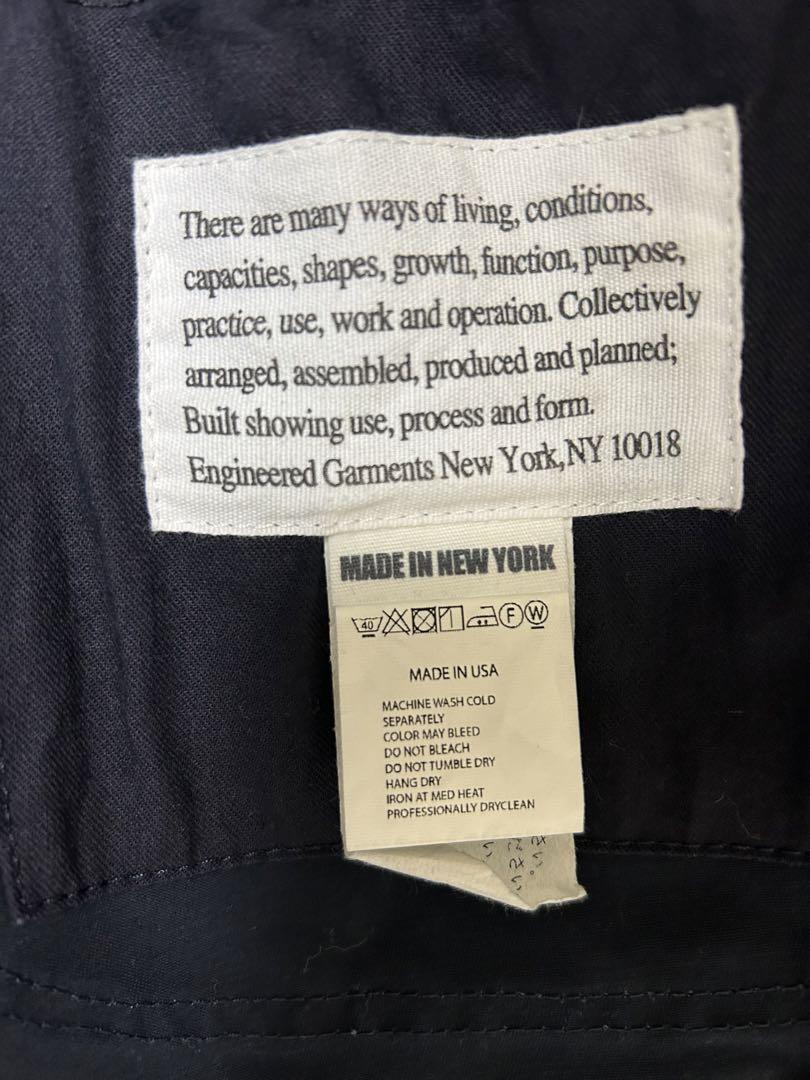 There are many ways of living, conditions,
capacities, shapes, growth, function, purpose,
practice, use, work and operation. Collectively
arranged, assembled, produced and planned;
Built showing use, process and form.
Engineered Garments New York, NY 10018
MADE IN NEW YORK
40 F W
MADE IN USA
MACHINE WASH COLD
SEPARATELY
COLOR MAY BLEED
DO NOT BLEACH
DO NOT TUMBLE DRY
HANG DRY
IRON AT MED HEAT
PROFESSIONALLY DRYCLEAN